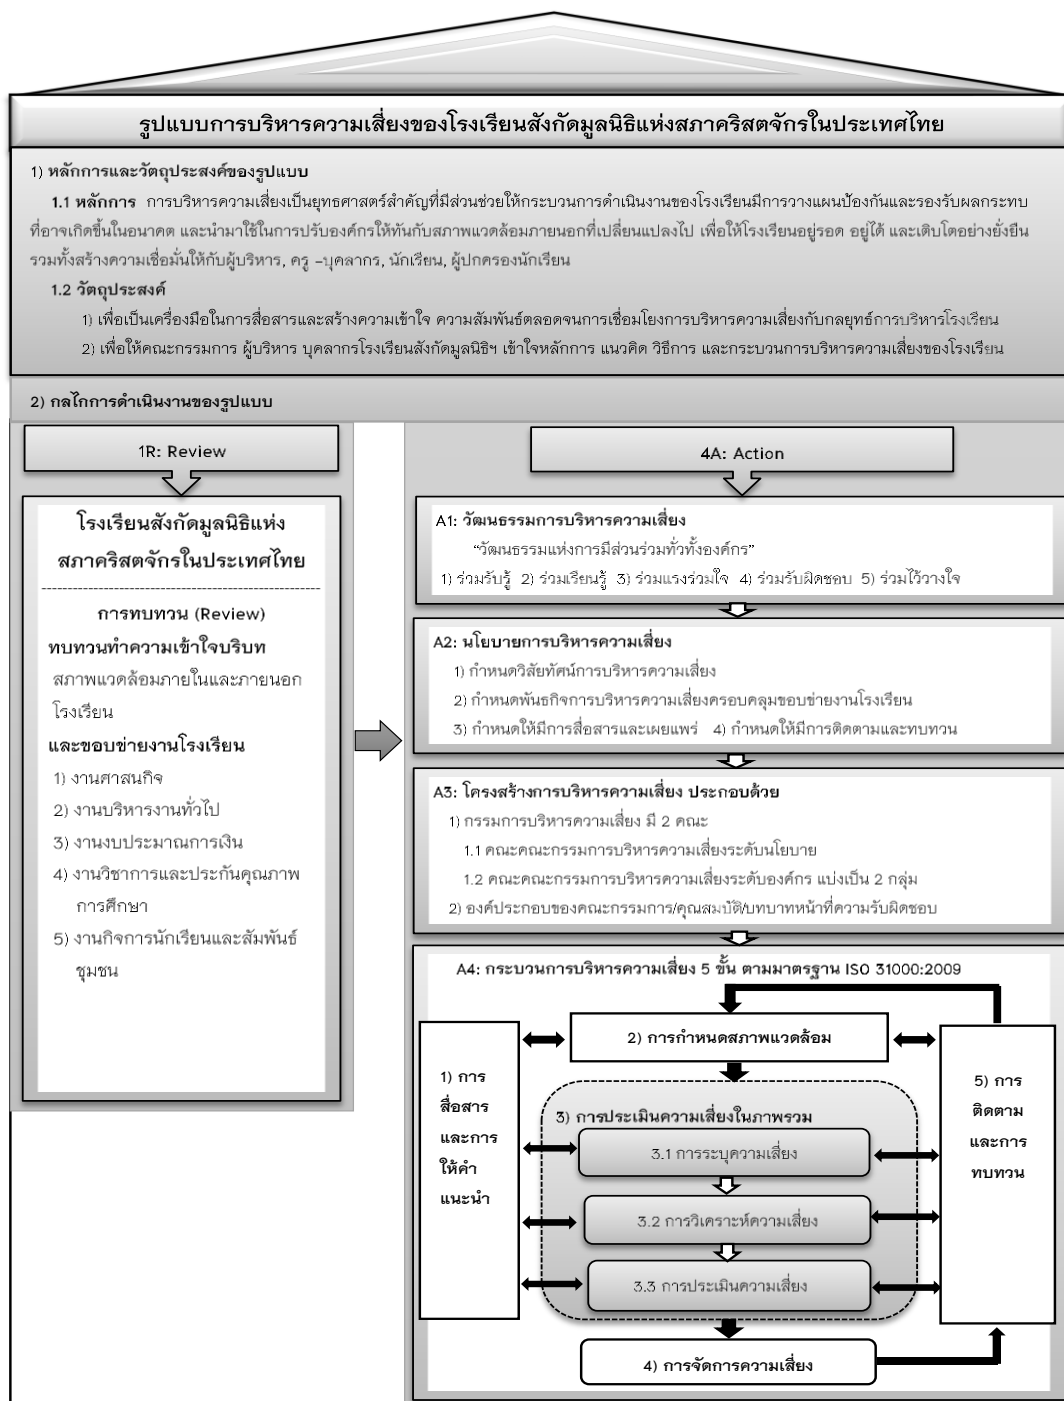 รูปแบบการบริหารความเสี่ยงของโรงเรียนสังกัดมูลนิธิแห่งสภาคริสตจักรในประเทศไทย
1) หลักการและวัตถุประสงค์ของรูปแบบ
1.1 หลักการ การบริหารความเสี่ยงเป็นยุทธศาสตร์สำคัญที่มีส่วนช่วยให้กระบวนการดำเนินงานของโรงเรียนมีการวางแผนป้องกันและรองรับผลกระทบ
ที่อาจเกิดขึ้นในอนาคต และนำมาใช้ในการปรับองค์กรให้ทันกับสภาพแวดล้อมภายนอกที่เปลี่ยนแปลงไป เพื่อให้โรงเรียนอยู่รอด อยู่ได้ และเติบโตอย่างยั่งยืน
รวมทั้งสร้างความเชื่อมั่นให้กับผู้บริหาร, ครู –บุคลากร, นักเรียน, ผู้ปกครองนักเรียน
1.2 วัตถุประสงค์
1) เพื่อเป็นเครื่องมือในการสื่อสารและสร้างความเข้าใจ ความสัมพันธ์ตลอดจนการเชื่อมโยงการบริหารความเสี่ยงกับกลยุทธ์การบริหารโรงเรียน
2) เพื่อให้คณะกรรมการ ผู้บริหาร บุคลากรโรงเรียนสังกัดมูลนิธิฯ เข้าใจหลักการ แนวคิด วิธีการ และกระบวนการบริหารความเสี่ยงของโรงเรียน
2) กลไกการดำเนินงานของรูปแบบ
1R: Review
โรงเรียนสังกัดมูลนิธิแห่ง
สภาคริสตจักรในประเทศไทย
การทบทวน (Review)
ทบทวนทำความเข้าใจบริบท
สภาพแวดล้อมภายในและภายนอก
โรงเรียน
และขอบข่ายงานโรงเรียน
1) งานศาสนกิจ
2) งานบริหารงานทั่วไป
3) งานงบประมาณการเงิน
4) งานวิชาการและประกันคุณภาพ
การศึกษา
5) งานกิจการนักเรียนและสัมพันธ์
ชุมชน
4A: Action
A1: วัฒนธรรมการบริหารความเสี่ยง
“วัฒนธรรมแห่งการมีส่วนร่วมทั่วทั้งองค์กร”
1) ร่วมรับรู้ 2) ร่วมเรียนรู้ 3) ร่วมแรงร่วมใจ 4) ร่วมรับผิดชอบ 5) ร่วมไว้วางใจ
A2: นโยบายการบริหารความเสี่ยง
1) กำหนดวิสัยทัศน์การบริหารความเสี่ยง
2) กำหนดพันธกิจการบริหารความเสี่ยงครอบคลุมขอบข่ายงานโรงเรียน
3) กำหนดให้มีการสื่อสารและเผยแพร่ 4) กำหนดให้มีการติดตามและทบทวน
A3: โครงสร้างการบริหารความเสี่ยง ประกอบด้วย
1) กรรมการบริหารความเสี่ยง มี 2 คณะ
1.1 คณะคณะกรรมการบริหารความเสี่ยงระดับนโยบาย
1.2 คณะคณะกรรมการบริหารความเสี่ยงระดับองค์กร แบ่งเป็น 2 กลุ่ม
2) องค์ประกอบของคณะกรรมการ/คุณสมบัติ/บทบาทหน้าที่ความรับผิดชอบ
A4: กระบวนการบริหารความเสี่ยง 5 ขั้น ตามมาตรฐาน ISO 31000:2009
1) การ
สื่อสาร
และการ
ให้คำ
แนะนำ
2) การกำหนดสภาพแวดล้อม
3) การประเมินความเสี่ยงในภาพรวม
3.1 การระบุความเสี่ยง
3.2 การวิเคราะห์ความเสี่ยง
3.3 การประเมินความเสี่ยง
4) การจัดการความเสี่ยง
5) การ
ติดตาม
และการ
ทบทวน